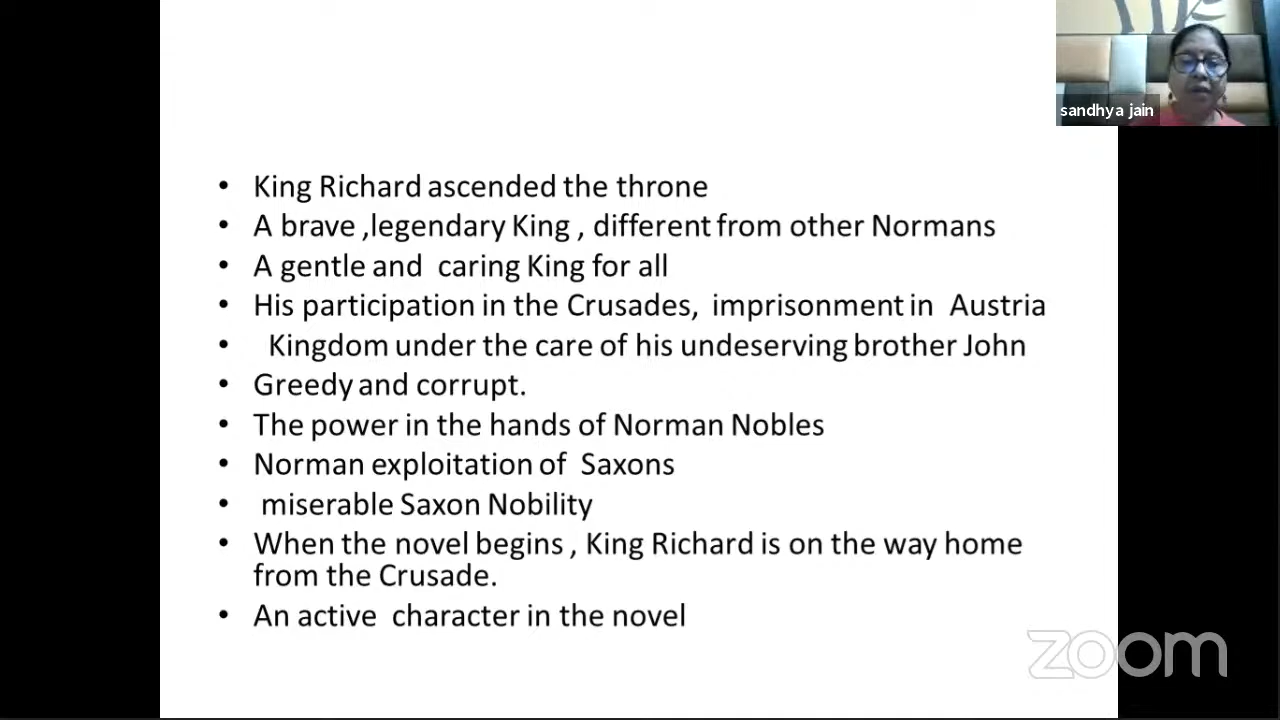 sandhya jain
• King Richard ascended the throne
• A brave ,legendary King , different from other Normans
• A gentle and caring King for all
• His participation in the Crusades, imprisonment in Austria
• Kingdom under the care of his undeserving brother John
• Greedy and corrupt.
• The power in the hands of Norman Nobles
• Norman exploitation of Saxons
• miserable Saxon Nobility
• When the novel begins , King Richard is on the way home
from the Crusade.
• An active character in the novel
zoom